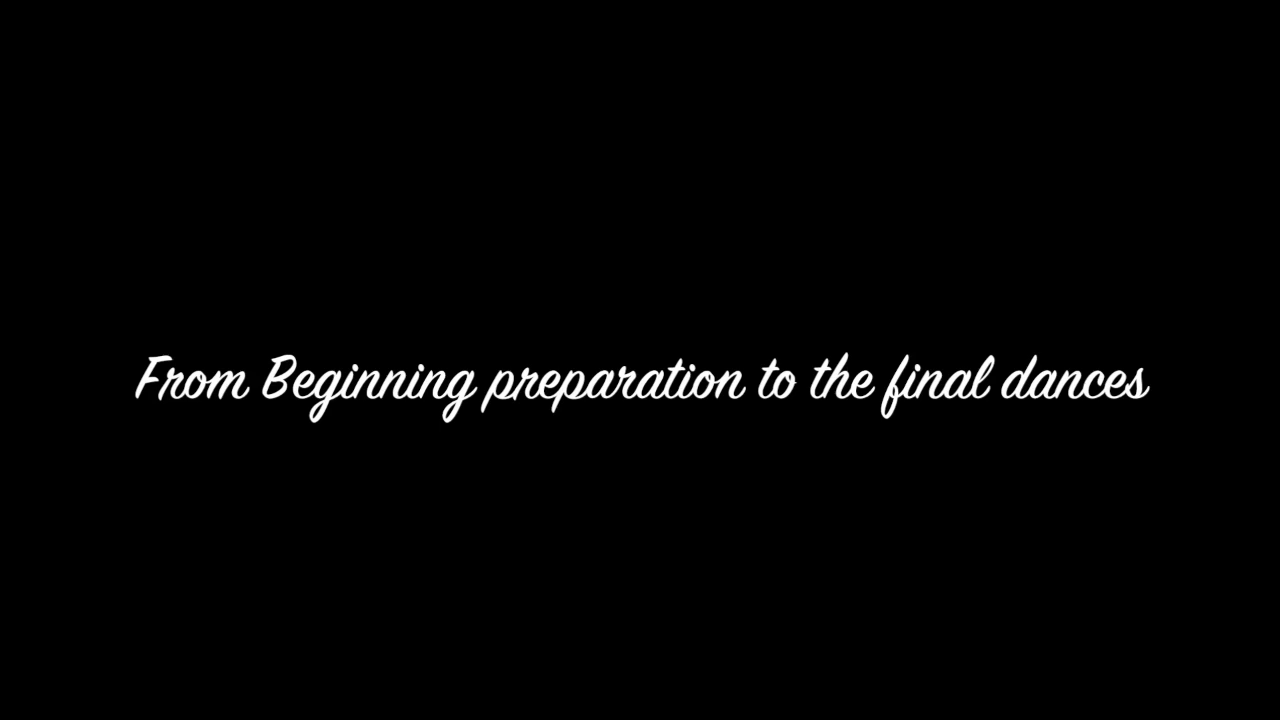 From Beginning preparation to the final dances